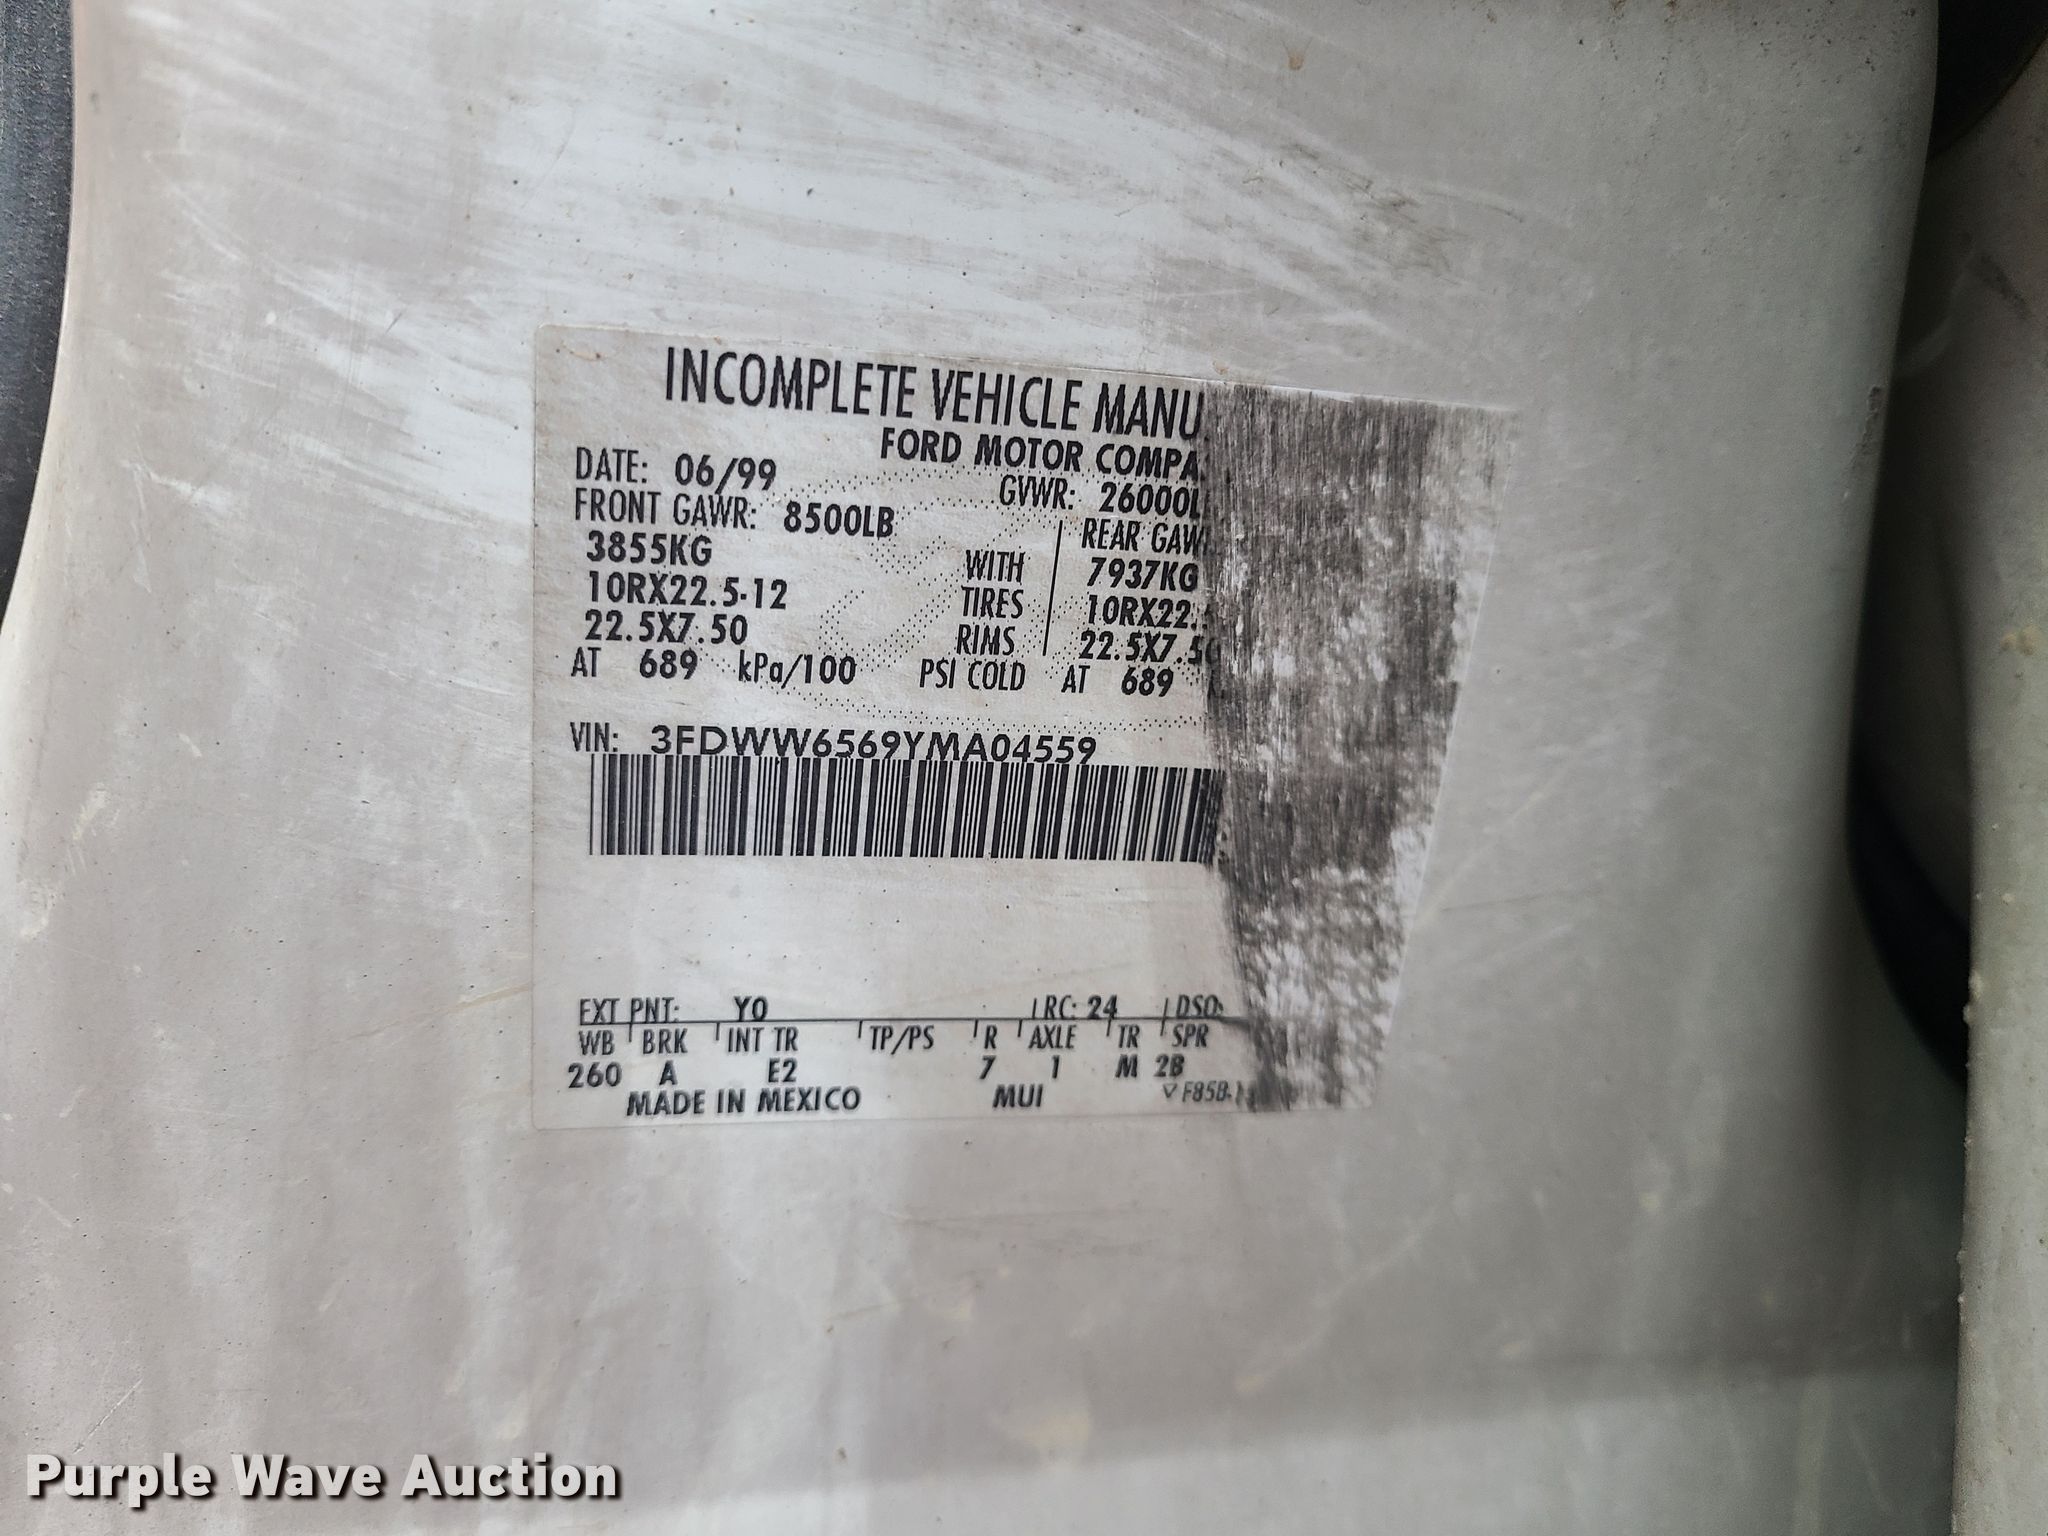 INCOMPLETE VEHICLE MANU
FORD MOTOR COMPA
DATE: 06/99
GVWR: 26000L
FRONT GAWR: 8500LB
REAR GAW
3855KG
WITH
7937KG
10RX22.5-12
TIRES
10RX22.
22.5X7.50
RIMS
22.5X7.50
AT 689 kPa/100
PSI COLD
AT 689
VIN: 3FDWW6569YMA04559
EXT PNT: YO
RC: 24
DSO:
WB BRK INT TR TP/PS R AXLE TR SPR
260 A E2 7 1 M 2B
MADE IN MEXICO
MUI
F85B-
Purple Wave Auction